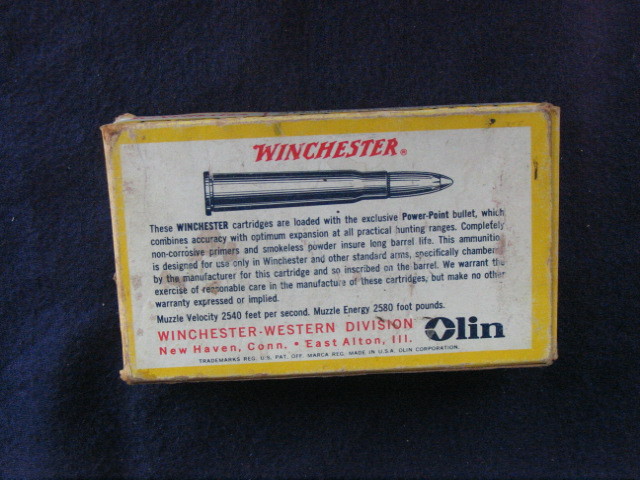 WINCHESTER®
These WINCHESTER cartridges are loaded with the exclusive Power-Point bullet, which
combines accuracy with optimum expansion at all practical hunting ranges. Completely
non-corrosive primers and smokeless powder insure long barrel life. This ammunition
is designed for use only in Winchester and other standard arms, specifically chambered
by the manufacturer for this cartridge and so inscribed on the barrel. We warrant the
exercise of reasonable care in the manufacture of these cartridges, but make no other
warranty expressed or implied.
Muzzle Velocity 2540 feet per second. Muzzle Energy 2580 foot pounds.
WINCHESTER-WESTERN DIVISION Olin
New Haven, Conn. • East Alton, Ill.
TRADEMARKS REG. U.S. PAT. OFF. MARCA REG. MADE IN U.S.A. OLIN CORPORATION.